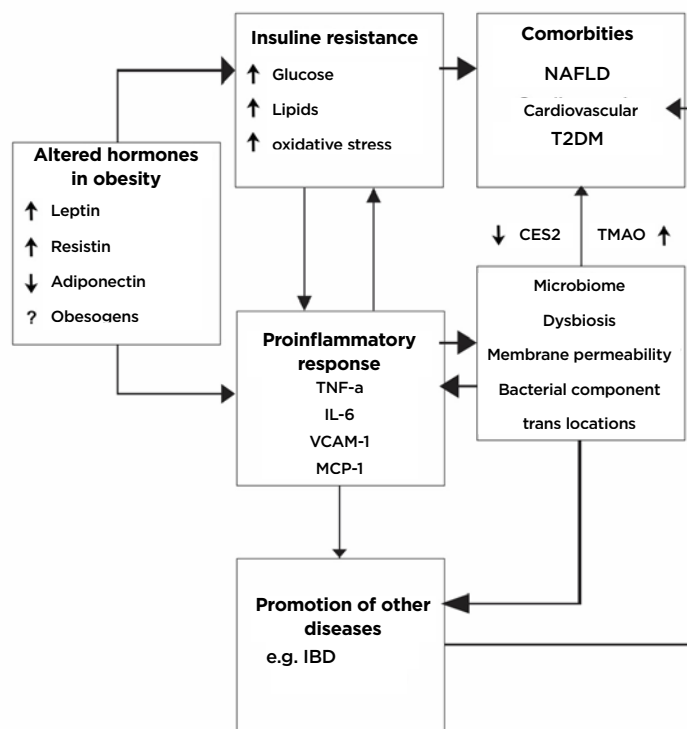 Insuline resistance
↑ Glucose
↑ Lipids
↑ oxidative stress
Comorbities
NAFLD
Cardiovascular
T2DM
Altered hormones
in obesity
↑ Leptin
↑ Resistin
↓ Adiponectin
? Obesogens
↓ CES2 TMAO ↑
Microbiome
Dysbiosis
Membrane permeability
Bacterial component
trans locations
Proinflammatory
response
TNF-a
IL-6
VCAM-1
MCP-1
Promotion of other
diseases
e.g. IBD